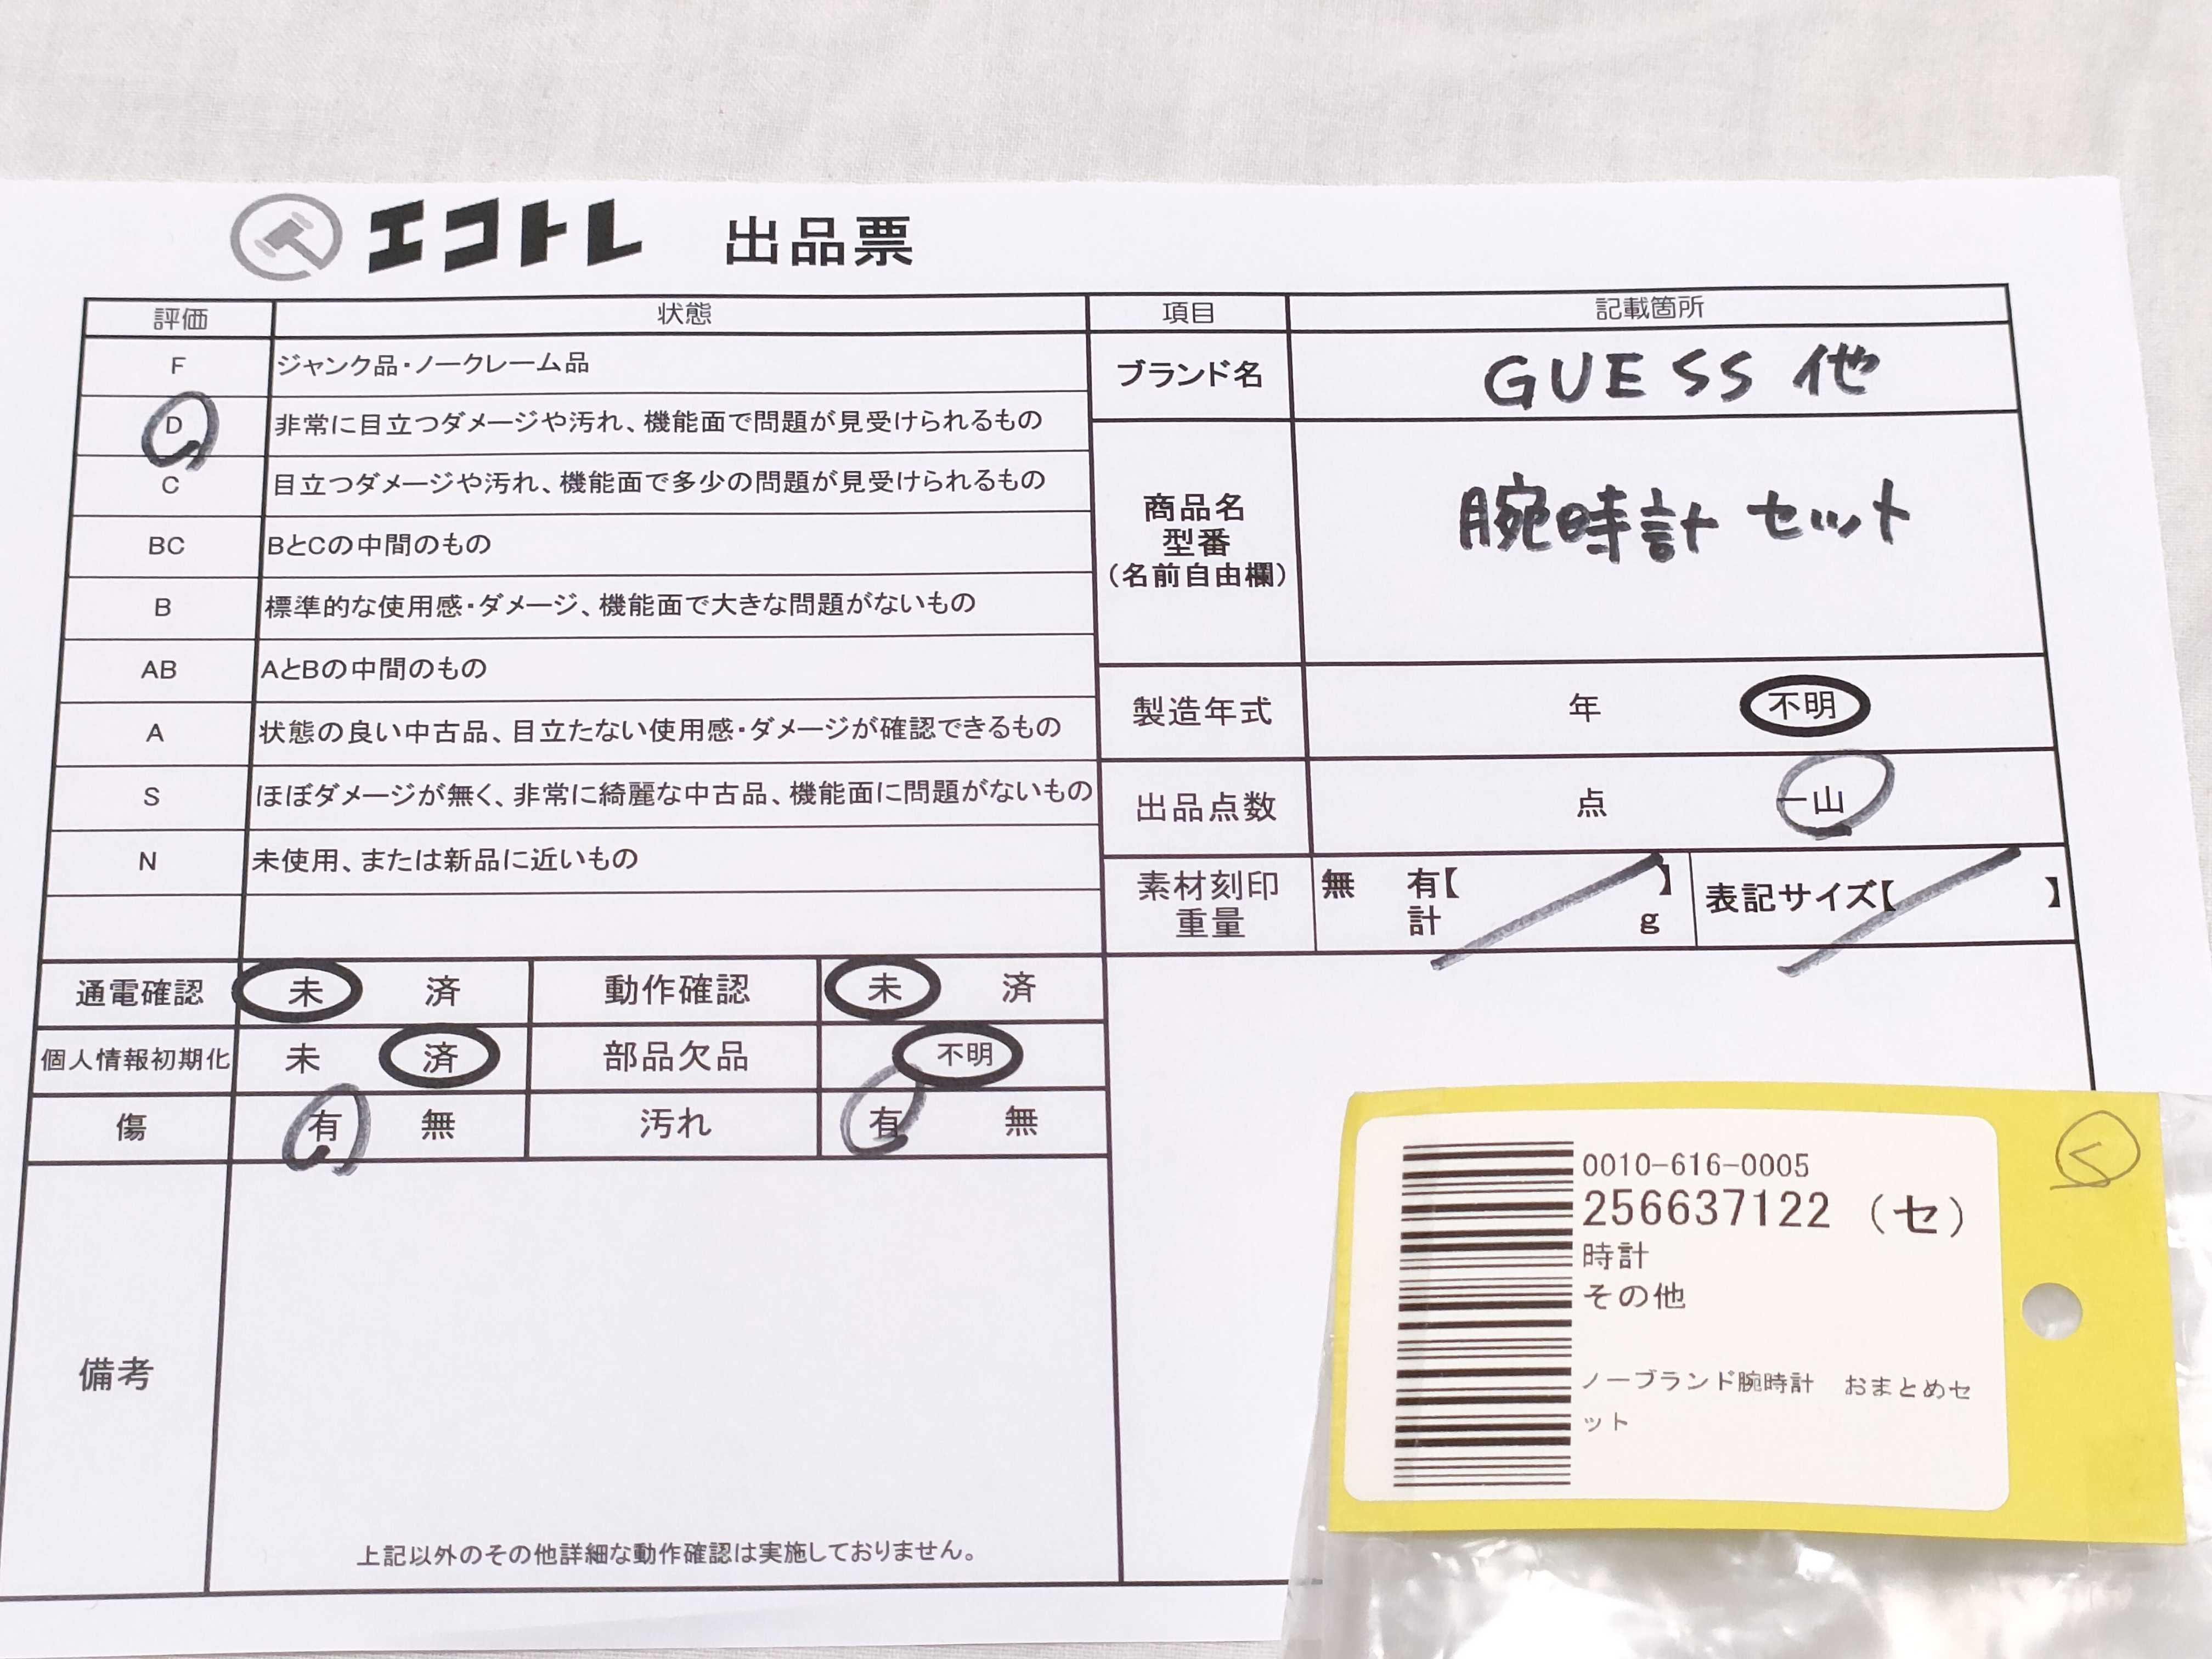 エコトレ 出品票
評価 状態 項目 記載箇所
F ジャンク品・ノークレーム品
D 非常に目立つダメージや汚れ、機能面で問題が見受けられるもの
C 目立つダメージや汚れ、機能面で多少の問題が見受けられるもの
BC BとCの中間のもの
B 標準的な使用感・ダメージ、機能面で大きな問題がないもの
AB AとBの中間のもの
A 状態の良い中古品、目立たない使用感・ダメージが確認できるもの
S ほぼダメージが無く、非常に綺麗な中古品、機能面に問題がないもの
N 未使用、または新品に近いもの
ブランド名 GUESS 他
商品名
型番
(名前自由欄)
腕時計 セット
製造年式 年 不明
出品点数 点 一山
素材刻印 無 有【 】 表記サイズ【 】
重量 計 g
通電確認 未 済 動作確認 未 済
個人情報初期化 未 済 部品欠品 不明
傷 有 無 汚れ 有 無
備考
上記以外のその他詳細な動作確認は実施しておりません。
0010-616-0005
256637122 (セ)
時計
その他
ノーブランド腕時計 おまとめセ
ット